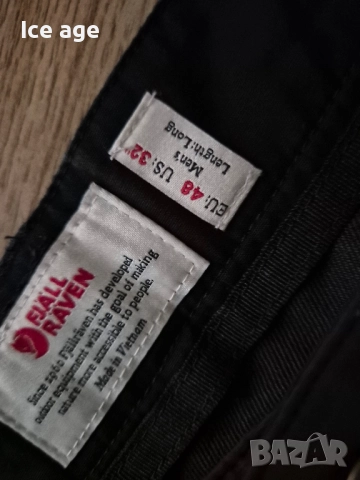 Ice age
EU: 48 US: 32"
Men's
Length:Long
FJALL
RAVEN
Since 1960 Fjällräven has developed
outdoor equipment with the goal of making
nature more accessible to people.
Made in Vietnam
BAZAR